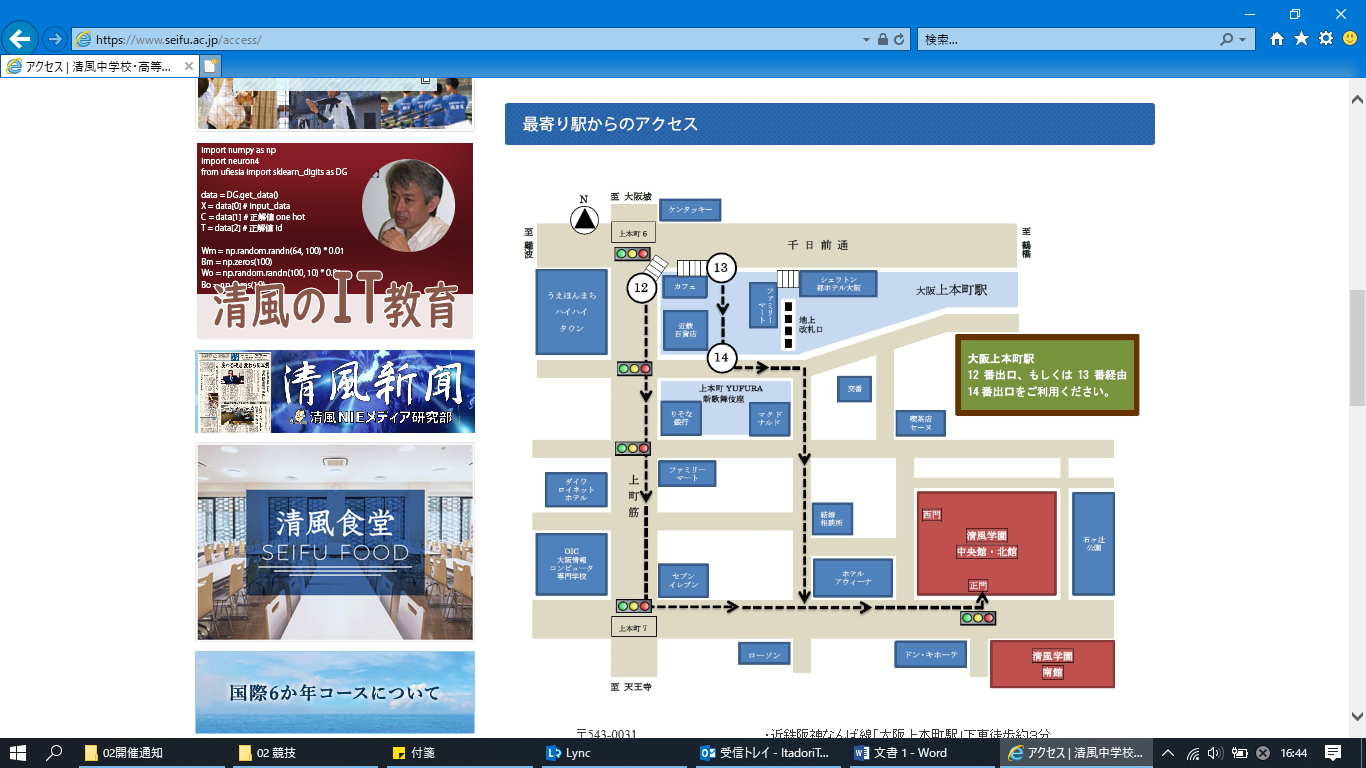 https://www.seifu.ac.jp/access/
検索...
アクセス | 清風中学校・高等...
import numpy as np
import neuron4
from ufiesia import sklearn_digits as DG
data = DG.get_data()
X = data[0] # input_data
C = data[1] # 正解値 one hot
T = data[2] # 正解値 id
Wm = np.random.randn(64, 100) * 0.01
Bm = np.zeros(100)
Wo = np.random.randn(100, 10) * 0.0
清風のIT教育
清風新聞
清風NIEメディア研究部
清風食堂
SEIFU FOOD
国際6か年コースについて
最寄り駅からのアクセス
N
至 大阪城
ケンタッキー
上本町 6
至 難波
千日前通
至 鶴橋
12
13
カフェ
ファミリーマート
シェラトン
都ホテル大阪
大阪上本町駅
うえほんまち
ハイハイ
タウン
近鉄
百貨店
地上
改札口
14
大阪上本町駅
12 番出口、もしくは 13 番経由
14番出口をご利用ください。
上本町 YUFURA
新歌舞伎座
交番
りそな
銀行
マクド
ナルド
喫茶店
セーヌ
ファミリー
マート
上町筋
ダイワ
ロイネット
ホテル
結婚
相談所
西門
清風学園
中央館・北館
正門
石ヶ辻
公園
OIC
大阪情報
コンピュータ
専門学校
セブン
イレブン
ホテル
アウィーナ
上本町 7
ローソン
ドン・キホーテ
清風学園
南館
至 天王寺
〒543-0031
・近鉄阪神なんば線「大阪上本町駅」下車徒歩約3分
02開催通知
02 競技
付箋
Lync
受信トレイ - ItadoriT...
文書 1 - Word
アクセス | 清風中学校...
16:44